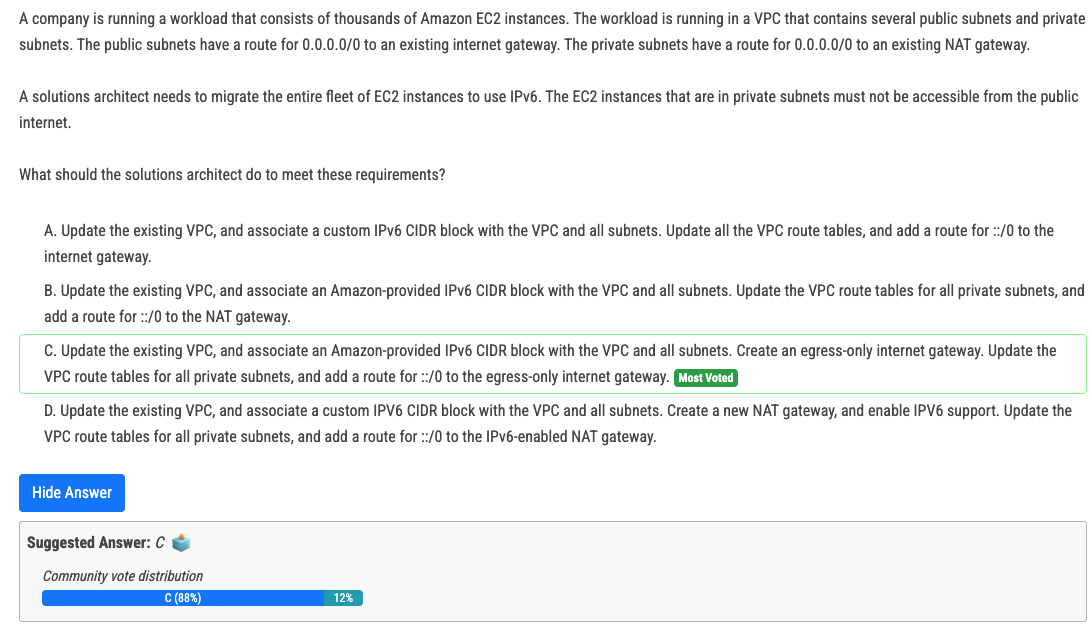 A company is running a workload that consists of thousands of Amazon EC2 instances. The workload is running in a VPC that contains several public subnets and private
subnets. The public subnets have a route for 0.0.0.0/0 to an existing internet gateway. The private subnets have a route for 0.0.0.0/0 to an existing NAT gateway.
A solutions architect needs to migrate the entire fleet of EC2 instances to use IPv6. The EC2 instances that are in private subnets must not be accessible from the public
internet.
What should the solutions architect do to meet these requirements?
A. Update the existing VPC, and associate a custom IPv6 CIDR block with the VPC and all subnets. Update all the VPC route tables, and add a route for ::/0 to the
internet gateway.
B. Update the existing VPC, and associate an Amazon-provided IPv6 CIDR block with the VPC and all subnets. Update the VPC route tables for all private subnets, and
add a route for ::/0 to the NAT gateway.
C. Update the existing VPC, and associate an Amazon-provided IPv6 CIDR block with the VPC and all subnets. Create an egress-only internet gateway. Update the
VPC route tables for all private subnets, and add a route for ::/0 to the egress-only internet gateway. Most Voted
D. Update the existing VPC, and associate a custom IPV6 CIDR block with the VPC and all subnets. Create a new NAT gateway, and enable IPV6 support. Update the
VPC route tables for all private subnets, and add a route for ::/0 to the IPv6-enabled NAT gateway.
Hide Answer
Suggested Answer: C
Community vote distribution
C (88%) 12%